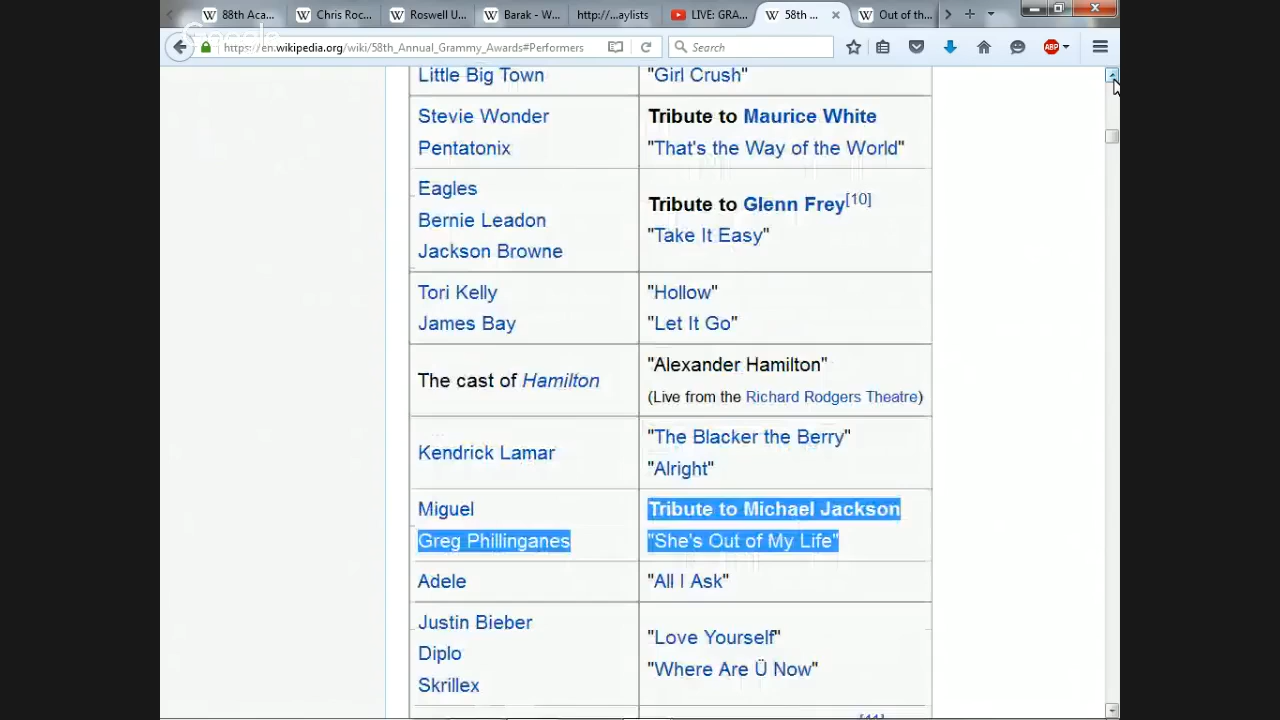 88th Aca...
Chris Roc...
Roswell U...
Barak - W...
http://...aylists
LIVE: GRA...
58th ...
Out of th...
Google
https://en.wikipedia.org/wiki/58th_Annual_Grammy_Awards#Performers
Search
ABP
Little Big Town
"Girl Crush"
Stevie Wonder
Pentatonix
Tribute to Maurice White
"That's the Way of the World"
Eagles
Bernie Leadon
Jackson Browne
Tribute to Glenn Frey[10]
"Take It Easy"
Tori Kelly
James Bay
"Hollow"
"Let It Go"
The cast of Hamilton
"Alexander Hamilton"
(Live from the Richard Rodgers Theatre)
Kendrick Lamar
"The Blacker the Berry"
"Alright"
Miguel
Greg Phillinganes
Tribute to Michael Jackson
"She's Out of My Life"
Adele
"All I Ask"
Justin Bieber
Diplo
Skrillex
"Love Yourself"
"Where Are Ü Now"